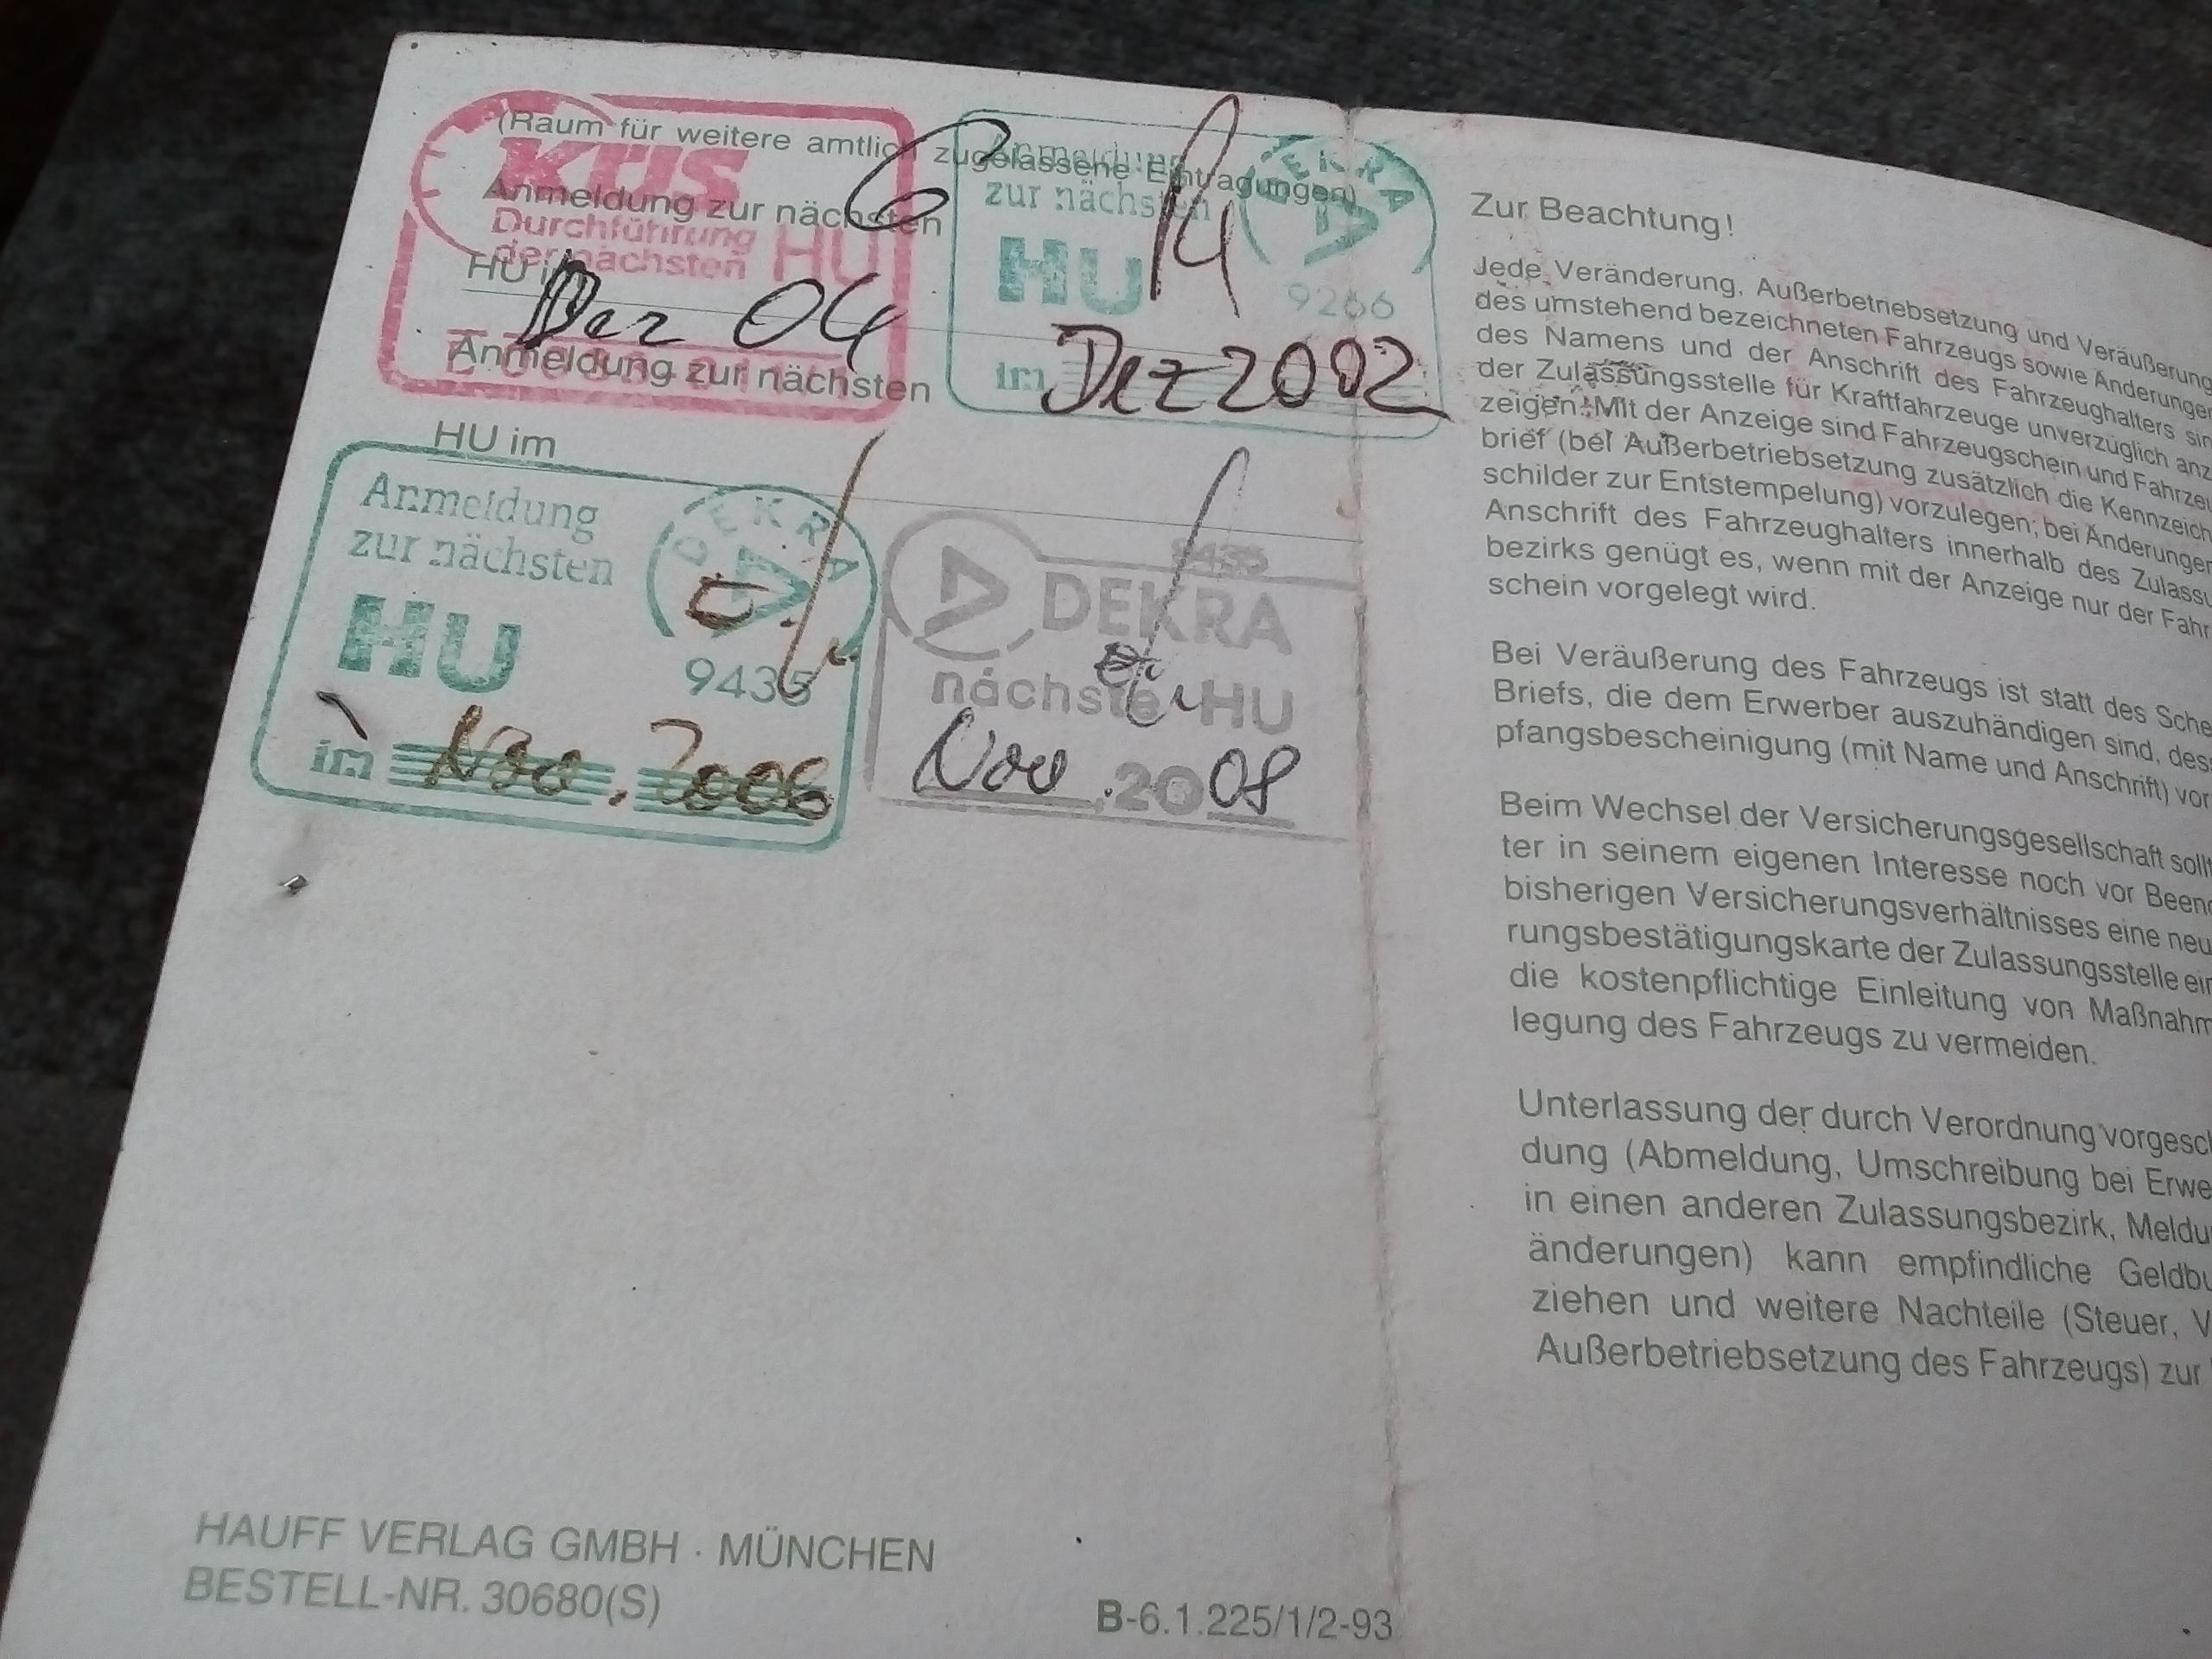 (Raum für weitere amtlich zugelassene Eintragungen)
KÜS
Anmeldung zur nächsten
Durchführung
der nächsten HU
HU im
Dez 04
Anmeldung zur nächsten
HU im
Anmeldung
zur nächsten
HU
DEKRA
9266
im Dez 2002
Anmeldung
zur nächsten
HU
DEKRA
9435
im Nov. 2006
9435
DEKRA
nächste HU
Nov. 2008
HAUFF VERLAG GMBH · MÜNCHEN
BESTELL-NR. 30680(S)
B-6.1.225/1/2-93
Zur Beachtung!
Jede Veränderung, Außerbetriebsetzung und Veräußerung
des umstehend bezeichneten Fahrzeugs sowie Änderungen
des Namens und der Anschrift des Fahrzeughalters sin
der Zulassungsstelle für Kraftfahrzeuge unverzüglich anz
zeigen. Mit der Anzeige sind Fahrzeugschein und Fahrze
brief (bei Außerbetriebsetzung zusätzlich die Kennzeich
schilder zur Entstempelung) vorzulegen; bei Änderungen
Anschrift des Fahrzeughalters innerhalb des Zulassu
bezirks genügt es, wenn mit der Anzeige nur der Fahr
schein vorgelegt wird.
Bei Veräußerung des Fahrzeugs ist statt des Sche
Briefs, die dem Erwerber auszuhändigen sind, des
pfangsbescheinigung (mit Name und Anschrift) vor
Beim Wechsel der Versicherungsgesellschaft sollt
ter in seinem eigenen Interesse noch vor Beend
bisherigen Versicherungsverhältnisses eine neu
rungsbestätigungskarte der Zulassungsstelle ein
die kostenpflichtige Einleitung von Maßnahm
legung des Fahrzeugs zu vermeiden.
Unterlassung der durch Verordnung vorgesch
dung (Abmeldung, Umschreibung bei Erwe
in einen anderen Zulassungsbezirk, Meldu
änderungen) kann empfindliche Geldbu
ziehen und weitere Nachteile (Steuer, V
Außerbetriebsetzung des Fahrzeugs) zur